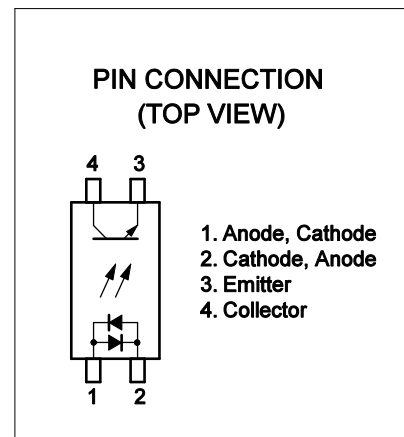 PIN CONNECTION
(TOP VIEW)
4 3
1. Anode, Cathode
2. Cathode, Anode
3. Emitter
4. Collector
1 2